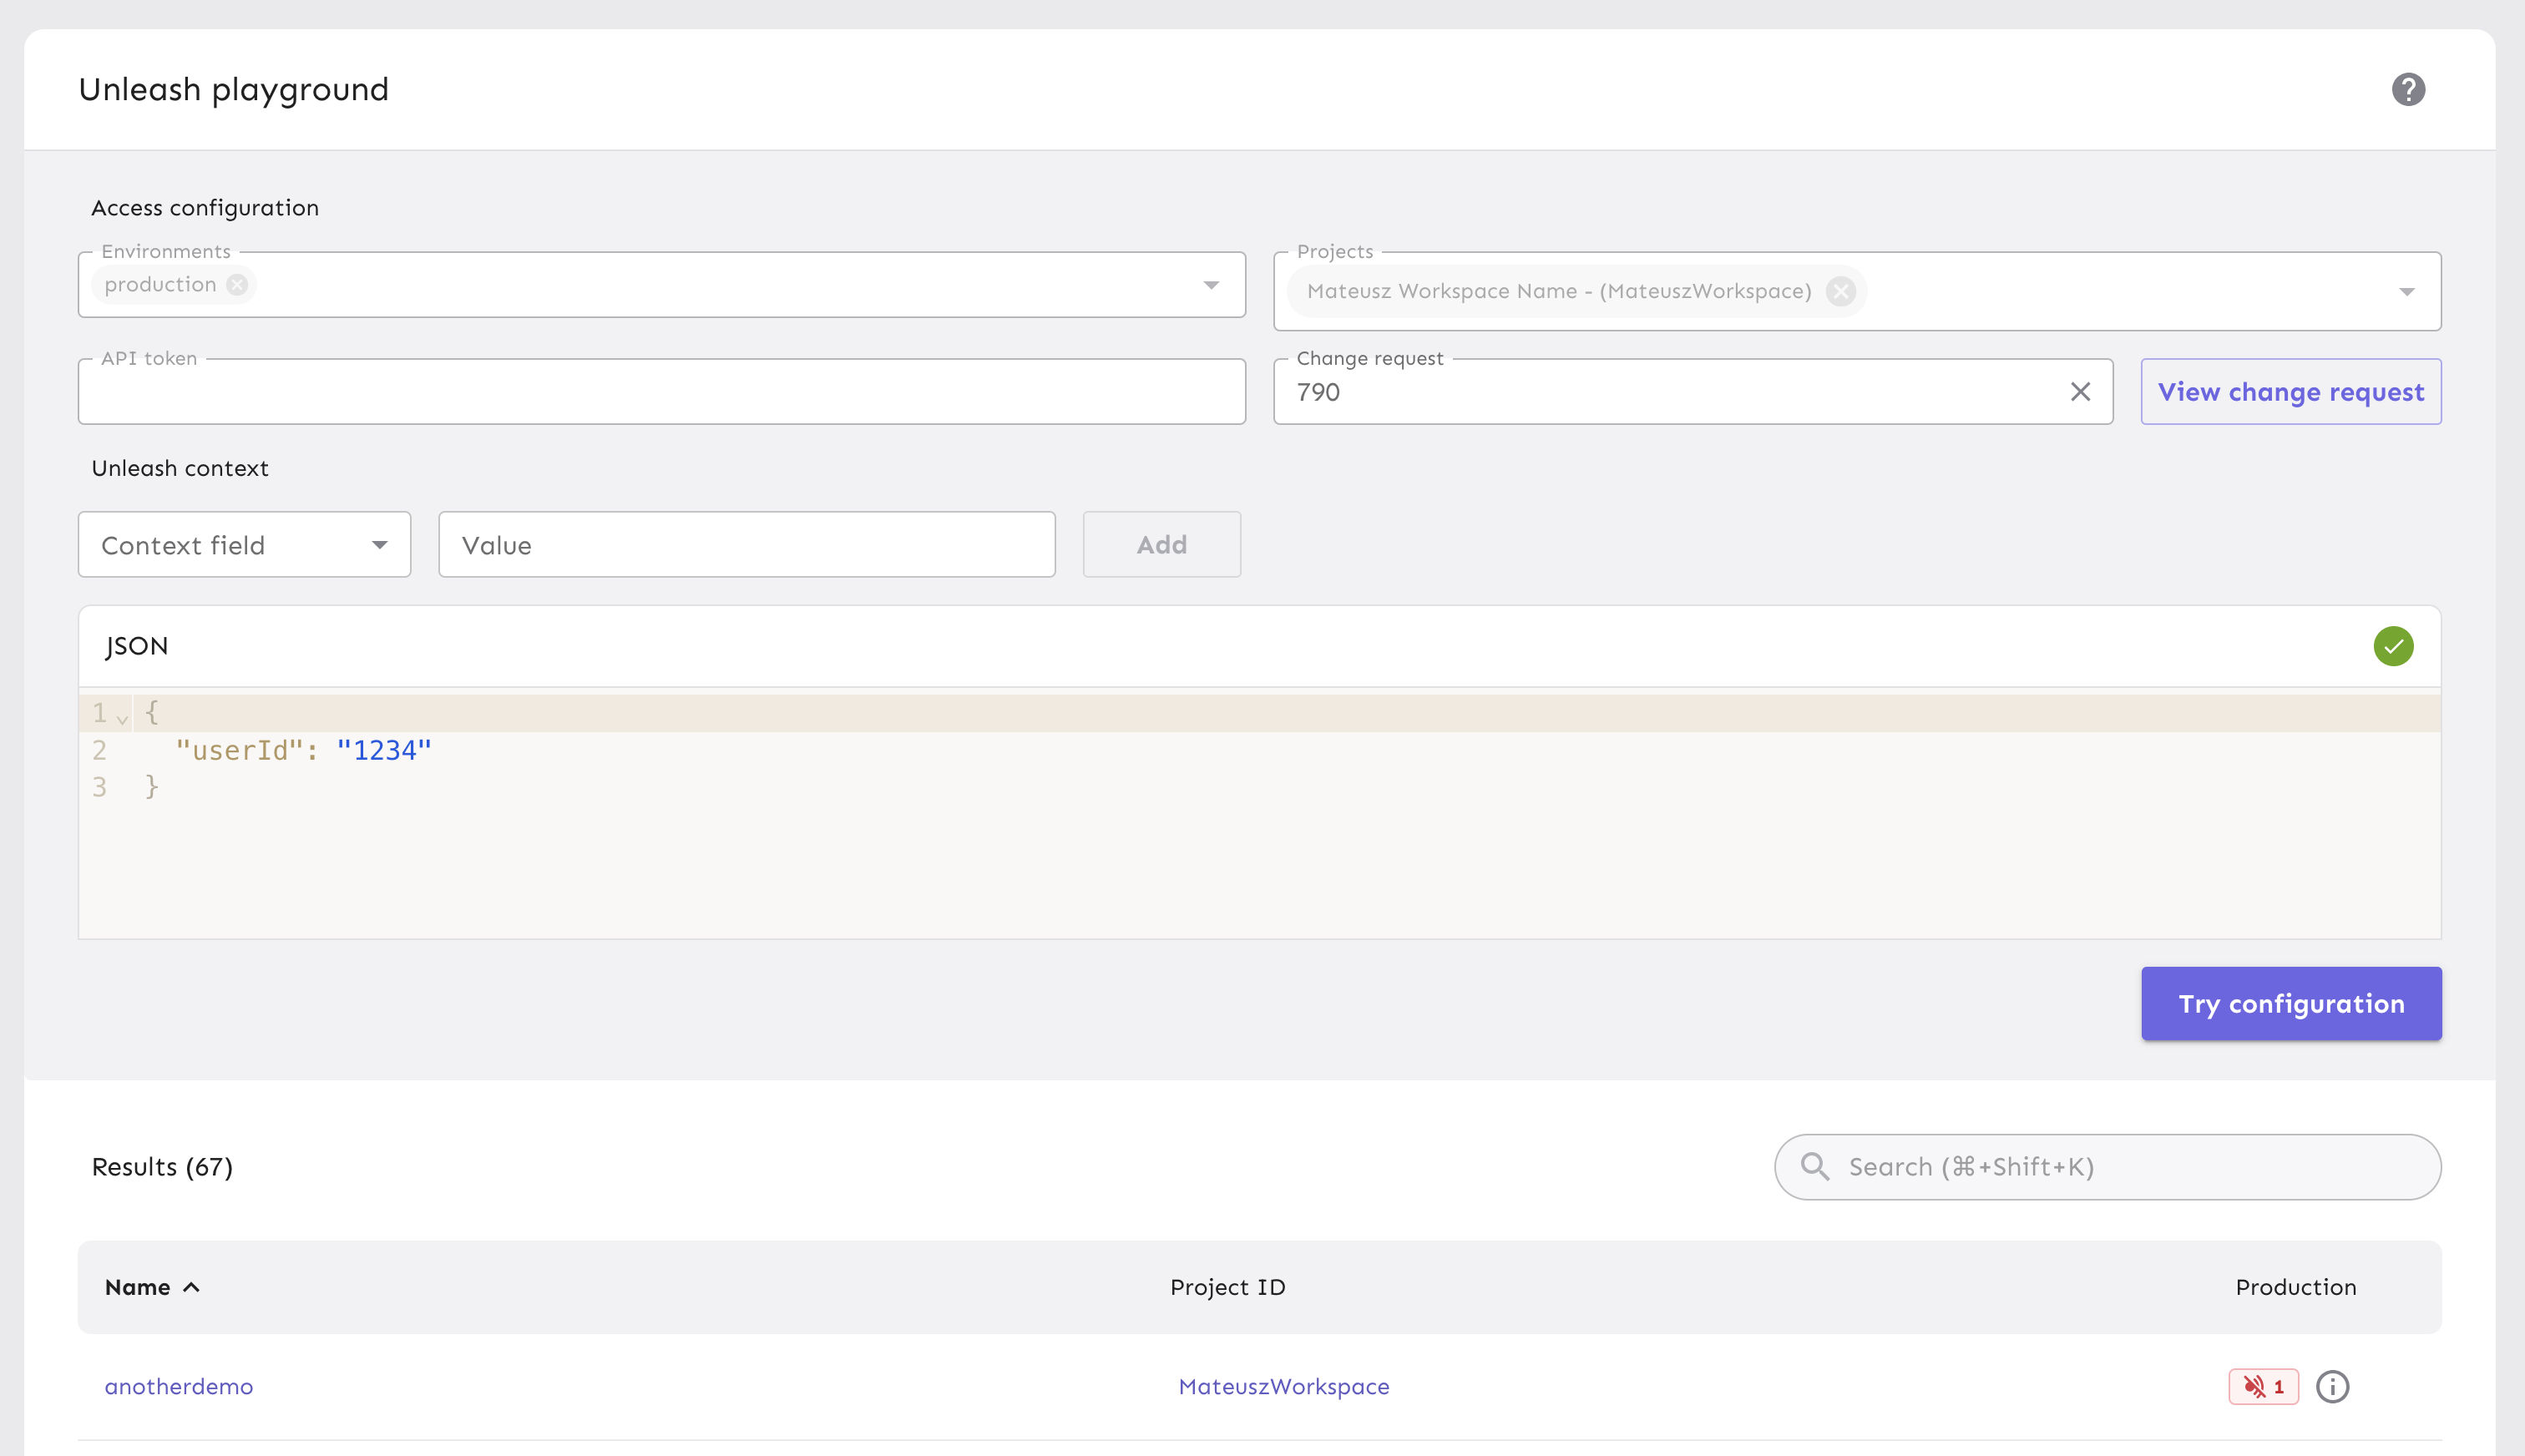 Unleash playground
Access configuration
Environments
production
Projects
Mateusz Workspace Name - (MateuszWorkspace)
API token
Change request
790
View change request
Unleash context
Context field
Value
Add
JSON
1 {
2 "userId": "1234"
3 }
Try configuration
Results (67)
Search (⌘+Shift+K)
Name Project ID Production
anotherdemo MateuszWorkspace 1